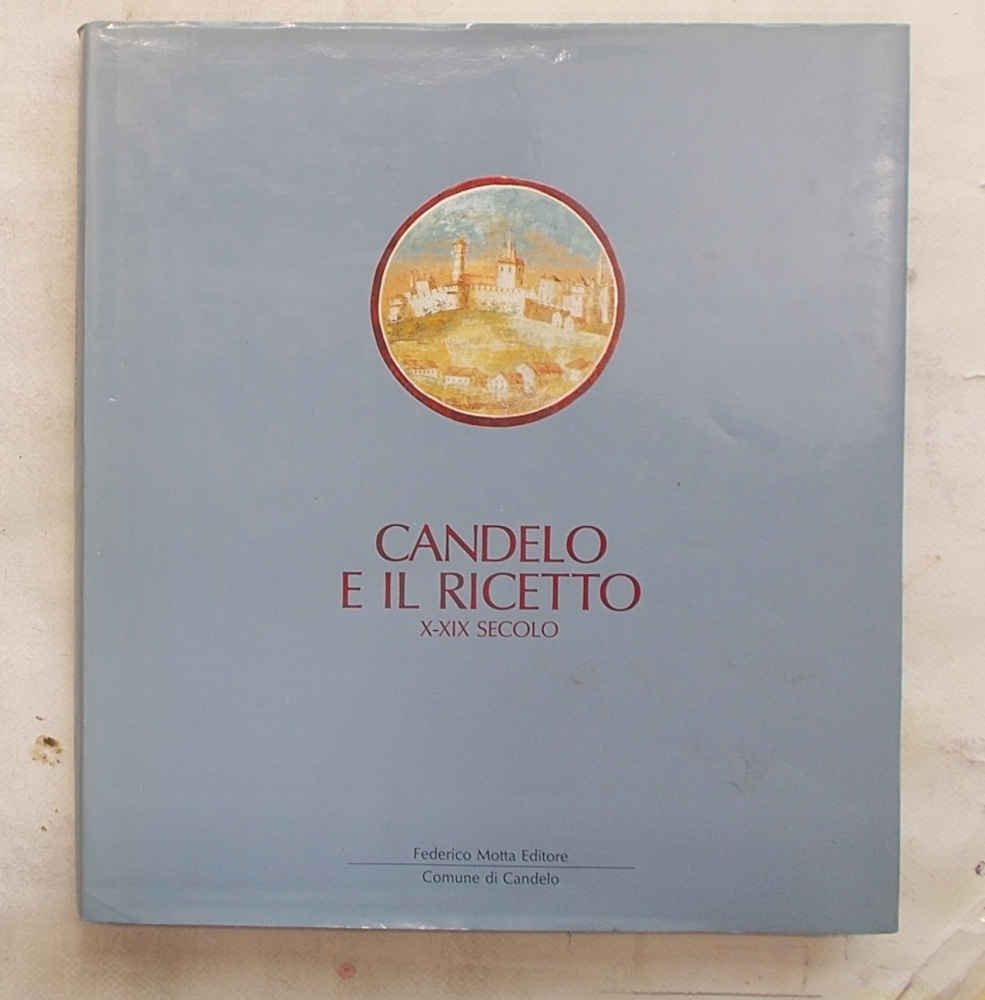 CANDELO
E IL RICETTO
X-XIX SECOLO
Federico Motta Editore
Comune di Candelo